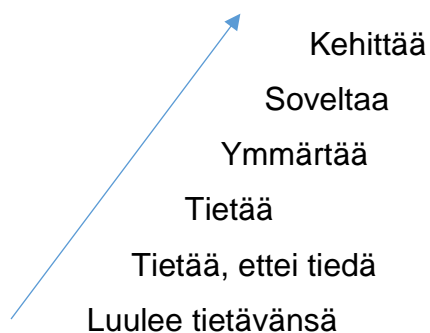 Kehittää
Soveltaa
Ymmärtää
Tietää
Tietää, ettei tiedä
Luulee tietävänsä